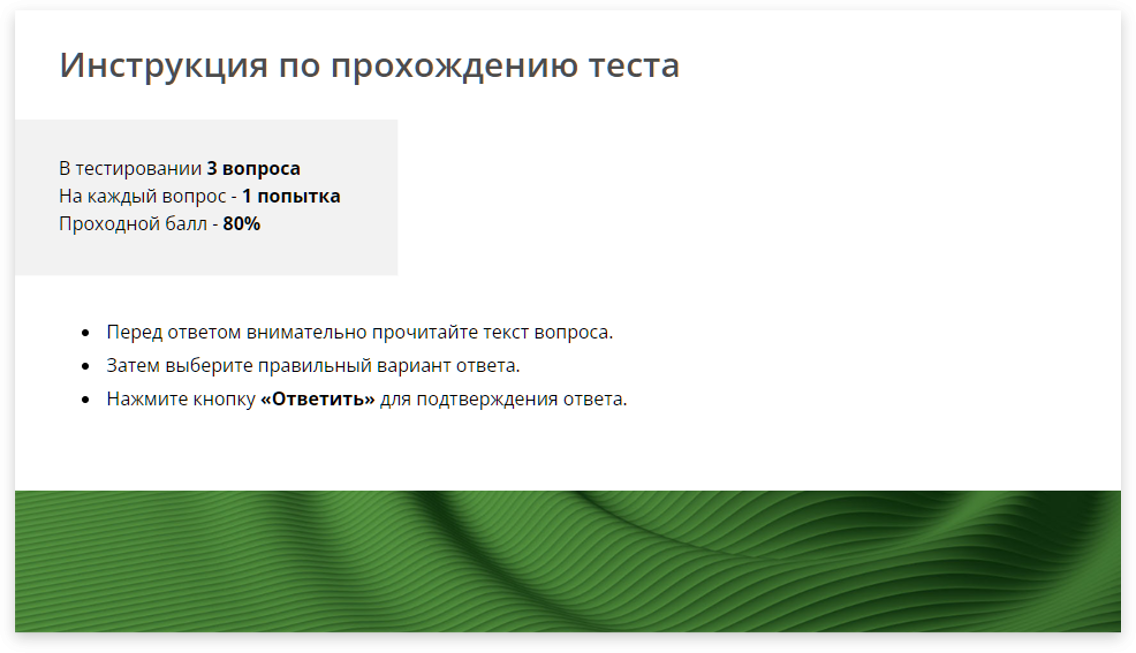 Инструкция по прохождению теста
В тестировании 3 вопроса
На каждый вопрос - 1 попытка
Проходной балл - 80%
• Перед ответом внимательно прочитайте текст вопроса.
• Затем выберите правильный вариант ответа.
• Нажмите кнопку «Ответить» для подтверждения ответа.